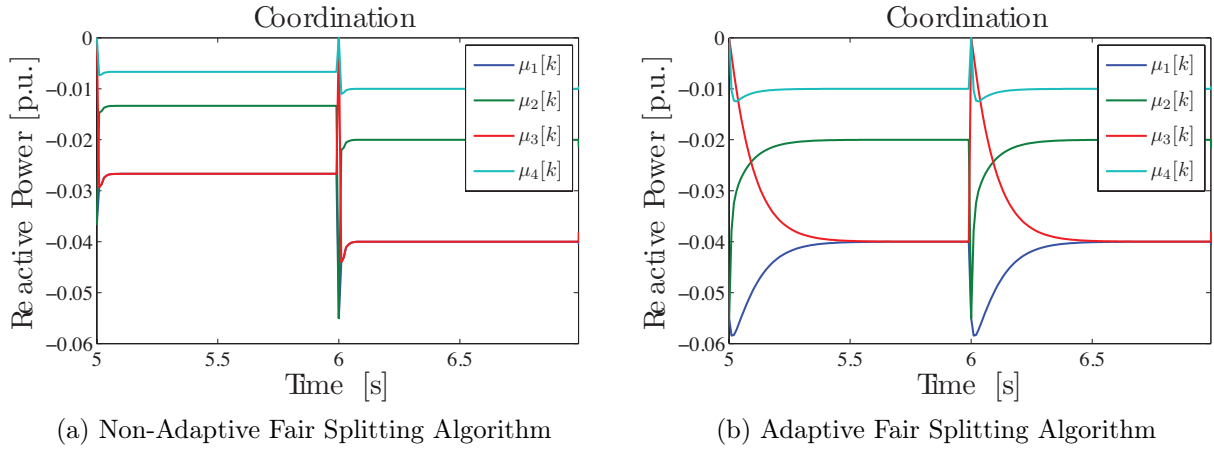 Coordination
Reactive Power [p.u.]
0
−0.01
−0.02
−0.03
−0.04
−0.05
−0.06
5
5.5
6
6.5
Time [s]
μ₁[k]
μ₂[k]
μ₃[k]
μ₄[k]
(a) Non-Adaptive Fair Splitting Algorithm
Coordination
Reactive Power [p.u.]
0
−0.01
−0.02
−0.03
−0.04
−0.05
−0.06
5
5.5
6
6.5
Time [s]
μ₁[k]
μ₂[k]
μ₃[k]
μ₄[k]
(b) Adaptive Fair Splitting Algorithm